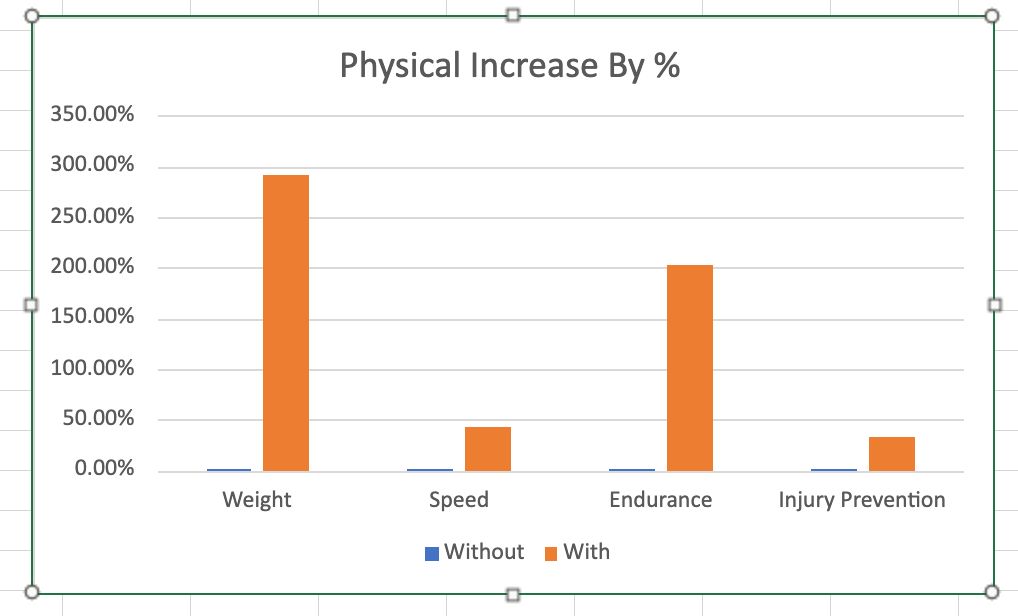 Physical Increase By %
350.00%
300.00%
250.00%
200.00%
150.00%
100.00%
50.00%
0.00%
Weight Speed Endurance Injury Prevention
Without With